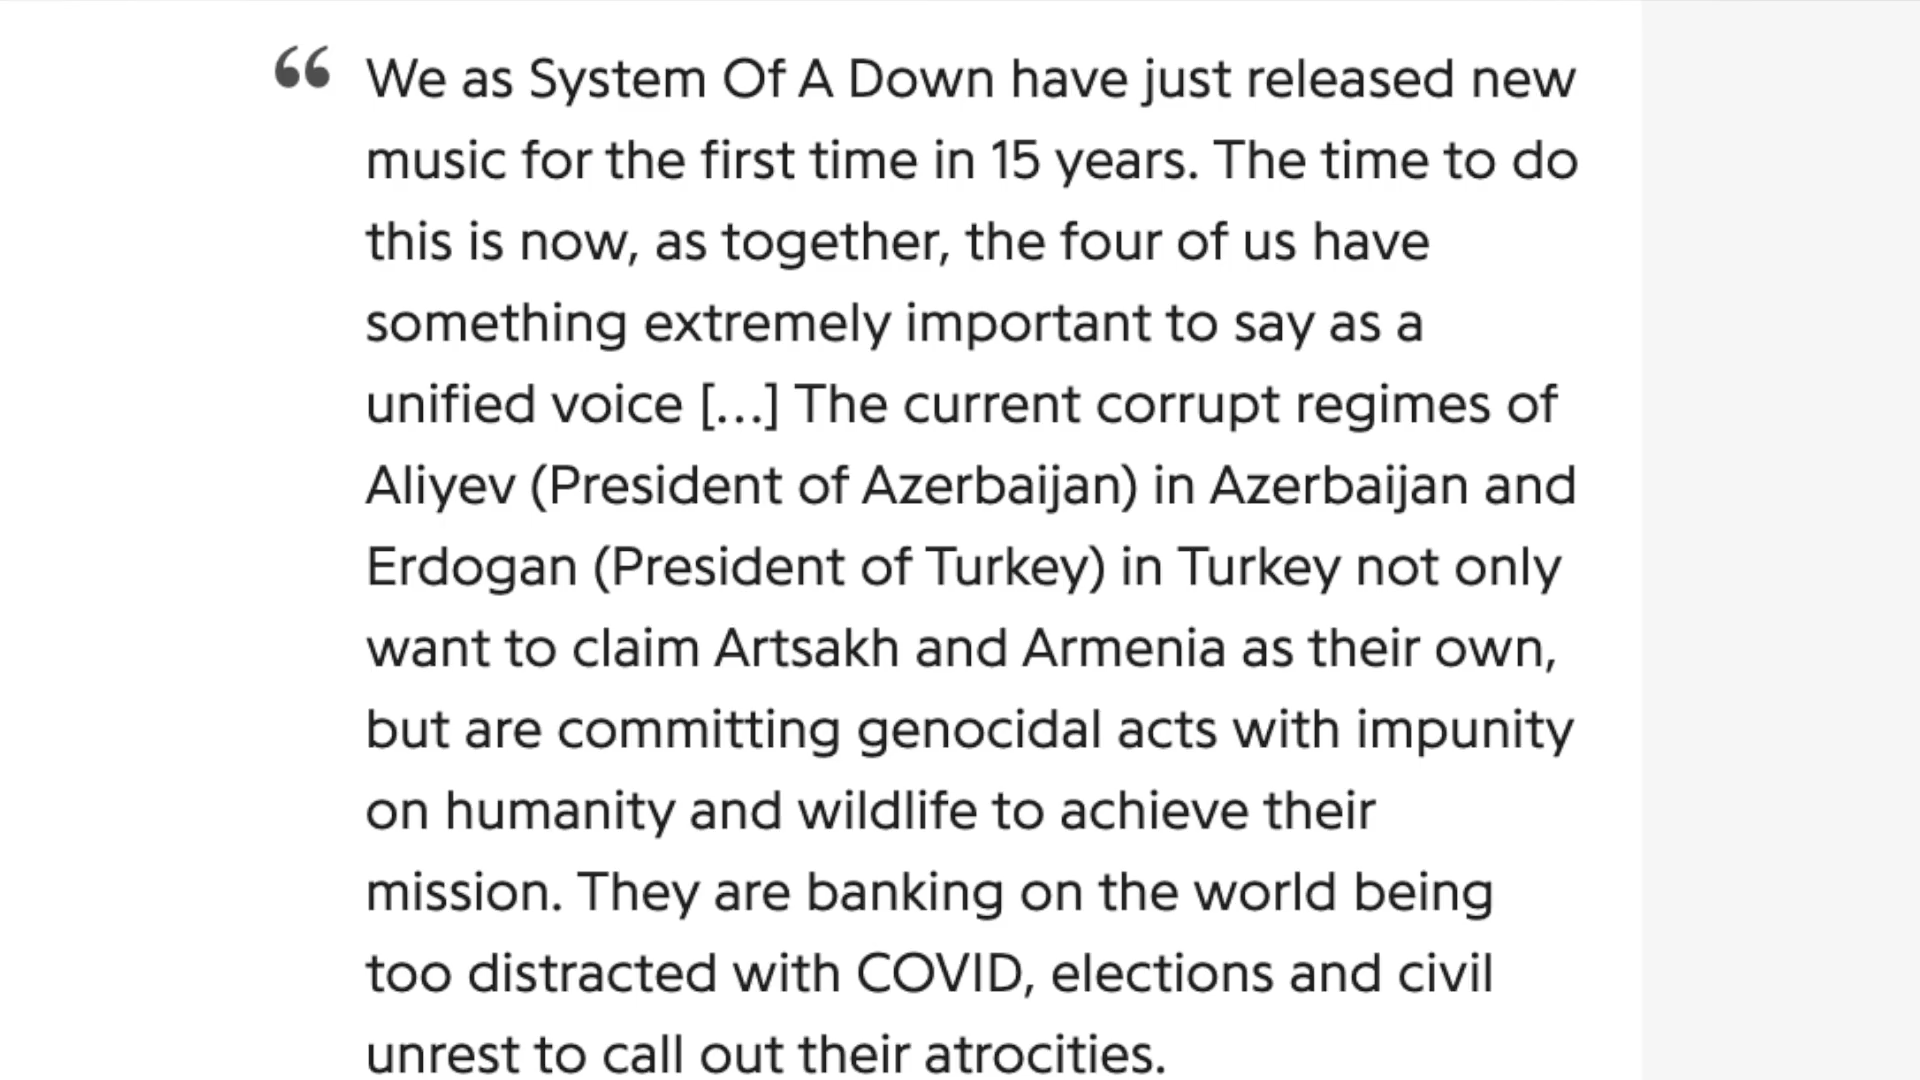 “ We as System Of A Down have just released new
music for the first time in 15 years. The time to do
this is now, as together, the four of us have
something extremely important to say as a
unified voice [...] The current corrupt regimes of
Aliyev (President of Azerbaijan) in Azerbaijan and
Erdogan (President of Turkey) in Turkey not only
want to claim Artsakh and Armenia as their own,
but are committing genocidal acts with impunity
on humanity and wildlife to achieve their
mission. They are banking on the world being
too distracted with COVID, elections and civil
unrest to call out their atrocities.